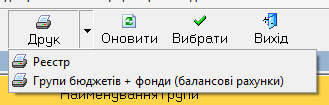 Друк Оновити Вибрати Вихід
Реєстр
Групи бюджетів + фонди (балансові рахунки)
Найменування групи